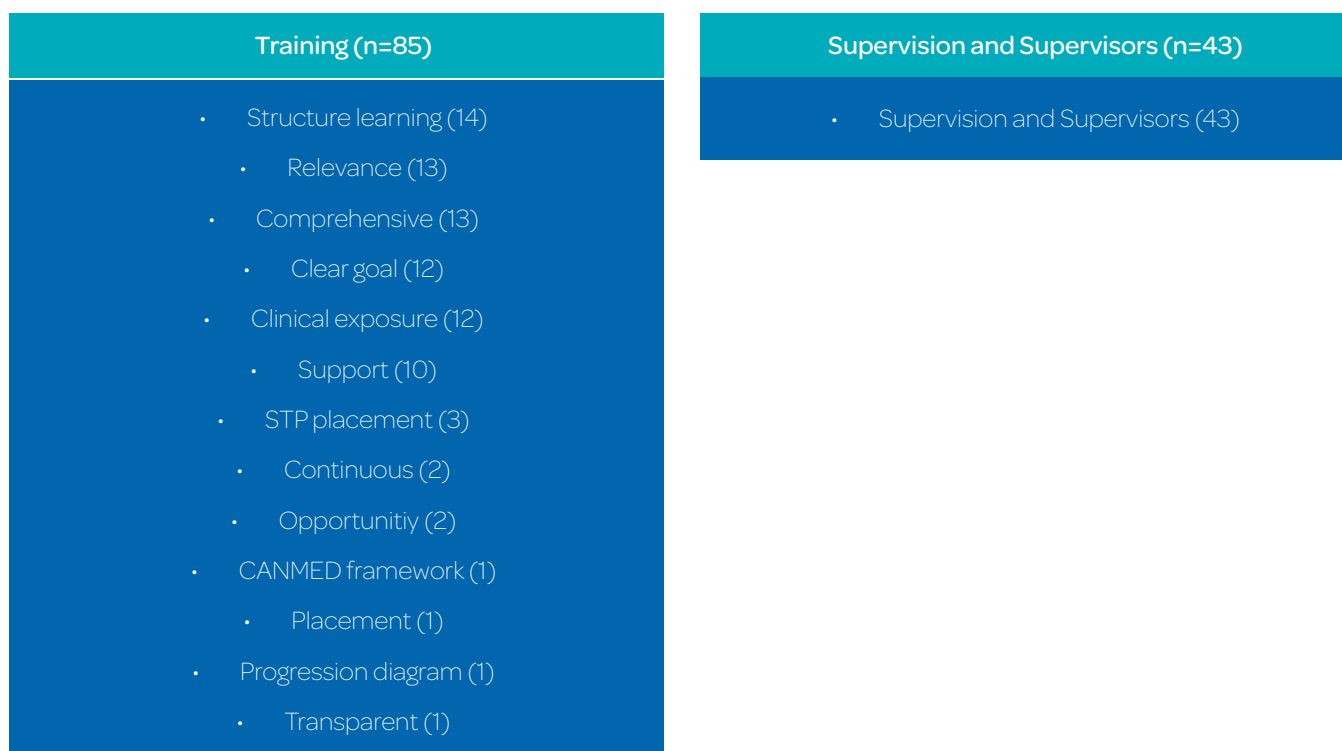 Training (n=85)
• Structure learning (14)
• Relevance (13)
• Comprehensive (13)
• Clear goal (12)
• Clinical exposure (12)
• Support (10)
• STP placement (3)
• Continuous (2)
• Opportunitiy (2)
• CANMED framework (1)
• Placement (1)
• Progression diagram (1)
• Transparent (1)
Supervision and Supervisors (n=43)
• Supervision and Supervisors (43)